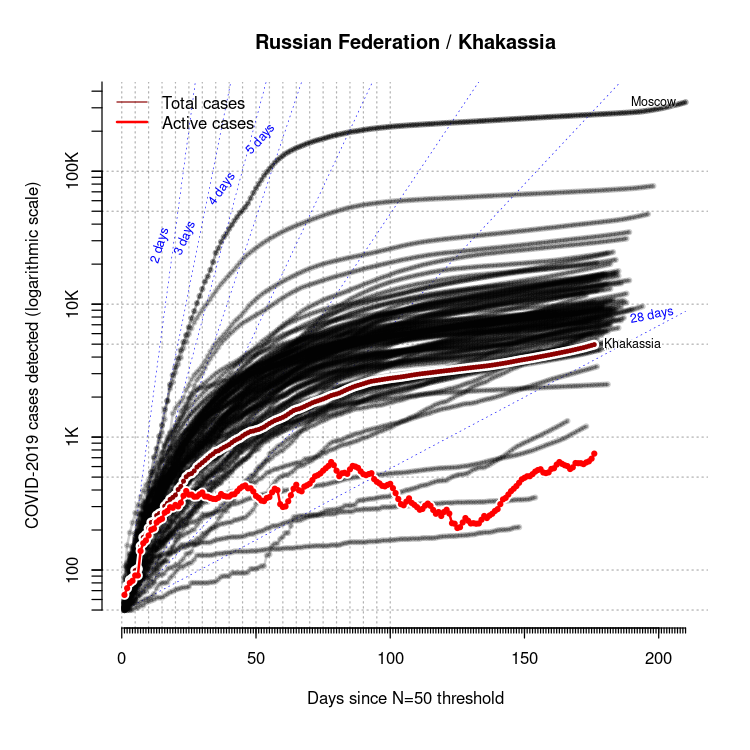 Russian Federation / Khakassia
Total cases
Active cases
Moscow
2 days
3 days
4 days
5 days
28 days
Khakassia
100K
10K
1K
100
COVID-2019 cases detected (logarithmic scale)
0 50 100 150 200
Days since N=50 threshold